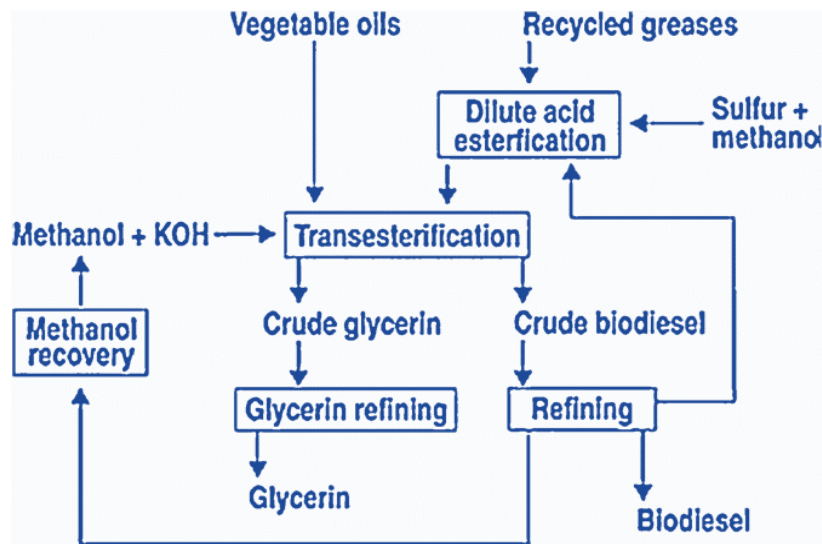 Vegetable oils
Recycled greases
Dilute acid
esterfication
Sulfur +
methanol
Methanol + KOH
Transesterification
Methanol
recovery
Crude glycerin
Crude biodiesel
Glycerin refining
Refining
Glycerin
Biodiesel